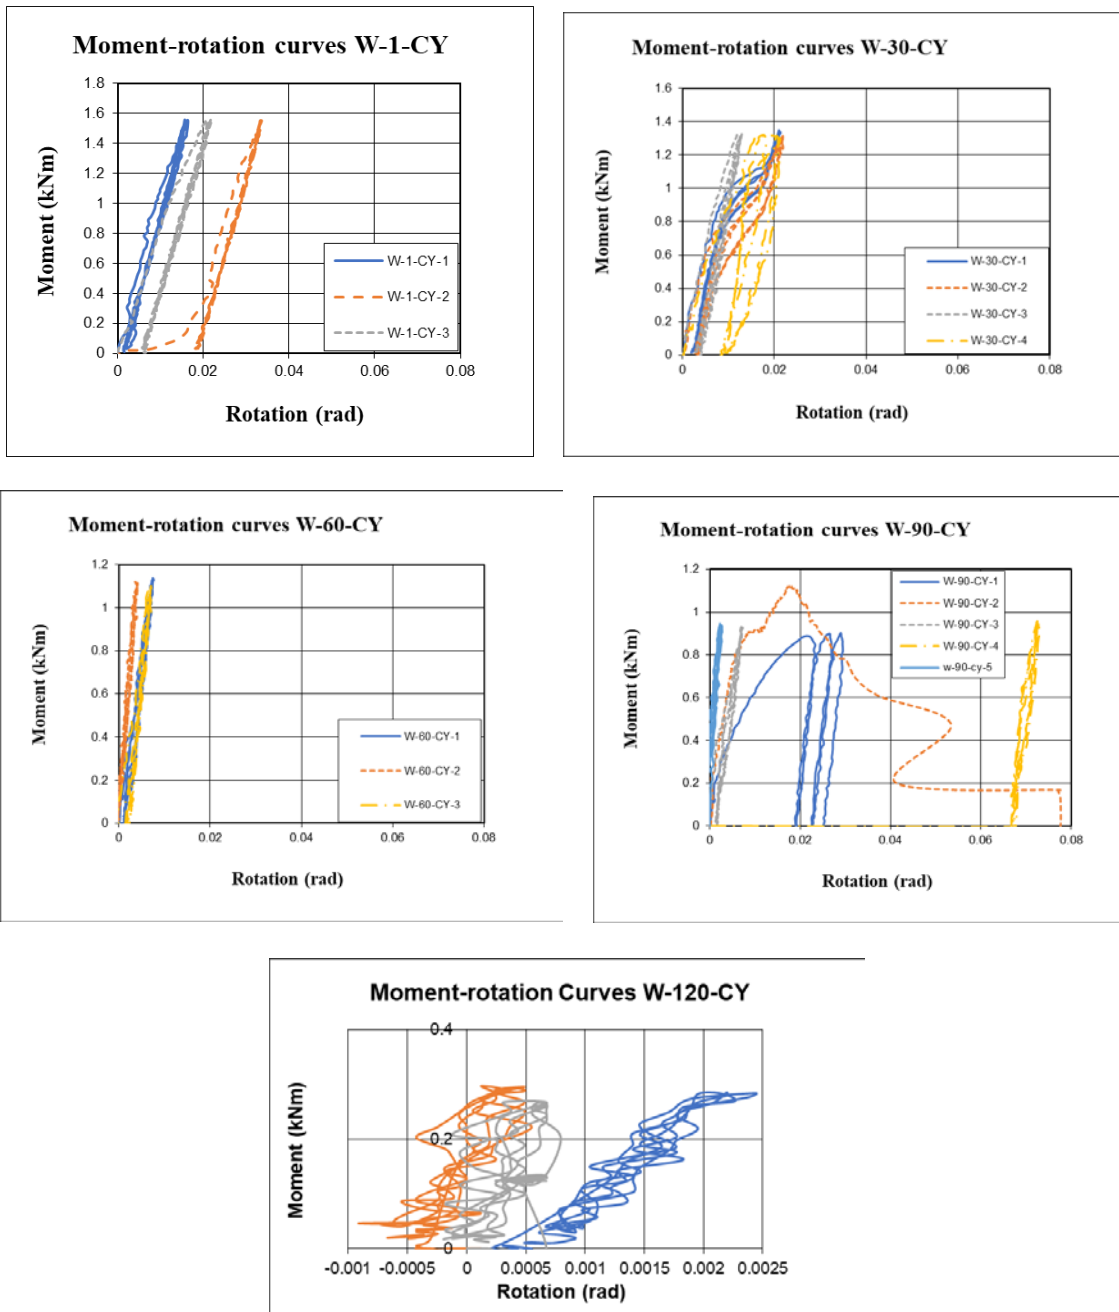 Moment-rotation curves W-1-CY
Moment (kNm)
1.8
1.6
1.4
1.2
1
0.8
0.6
0.4
0.2
0
0 0.02 0.04 0.06 0.08
Rotation (rad)
W-1-CY-1
W-1-CY-2
W-1-CY-3
Moment-rotation curves W-30-CY
Moment (kNm)
1.6
1.4
1.2
1
0.8
0.6
0.4
0.2
0
0 0.02 0.04 0.06 0.08
Rotation (rad)
W-30-CY-1
W-30-CY-2
W-30-CY-3
W-30-CY-4
Moment-rotation curves W-60-CY
Moment (kNm)
1.2
1
0.8
0.6
0.4
0.2
0
0 0.02 0.04 0.06 0.08
Rotation (rad)
W-60-CY-1
W-60-CY-2
W-60-CY-3
Moment-rotation curves W-90-CY
Moment (kNm)
1.2
1
0.8
0.6
0.4
0.2
0
0 0.02 0.04 0.06 0.08
Rotation (rad)
W-90-CY-1
W-90-CY-2
W-90-CY-3
W-90-CY-4
w-90-cy-5
Moment-rotation Curves W-120-CY
Moment (kNm)
0.4
0.2
0
-0.001 -0.0005 0 0.0005 0.001 0.0015 0.002 0.0025
Rotation (rad)